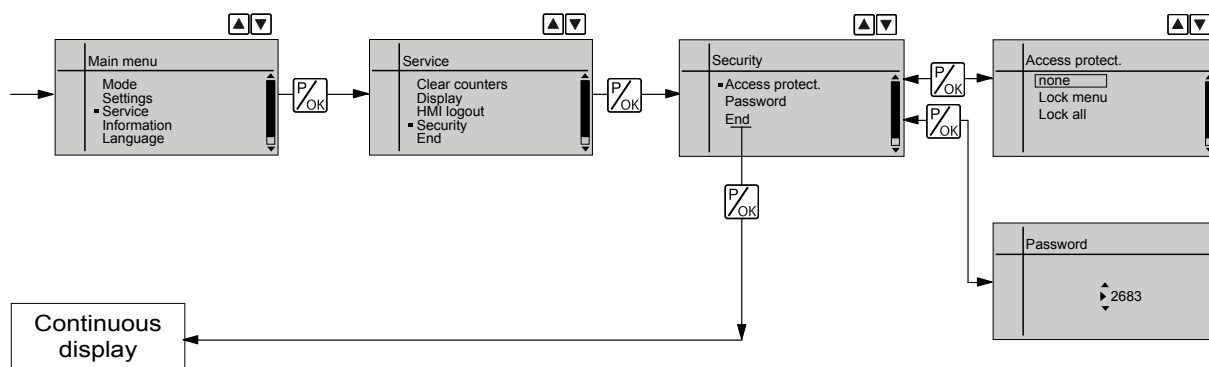 Main menu
Mode
Settings
Service
Information
Language
P/OK
Service
Clear counters
Display
HMI logout
Security
End
P/OK
Security
Access protect.
Password
End
P/OK
P/OK
Access protect.
none
Lock menu
Lock all
P/OK
Password
2683
Continuous
display